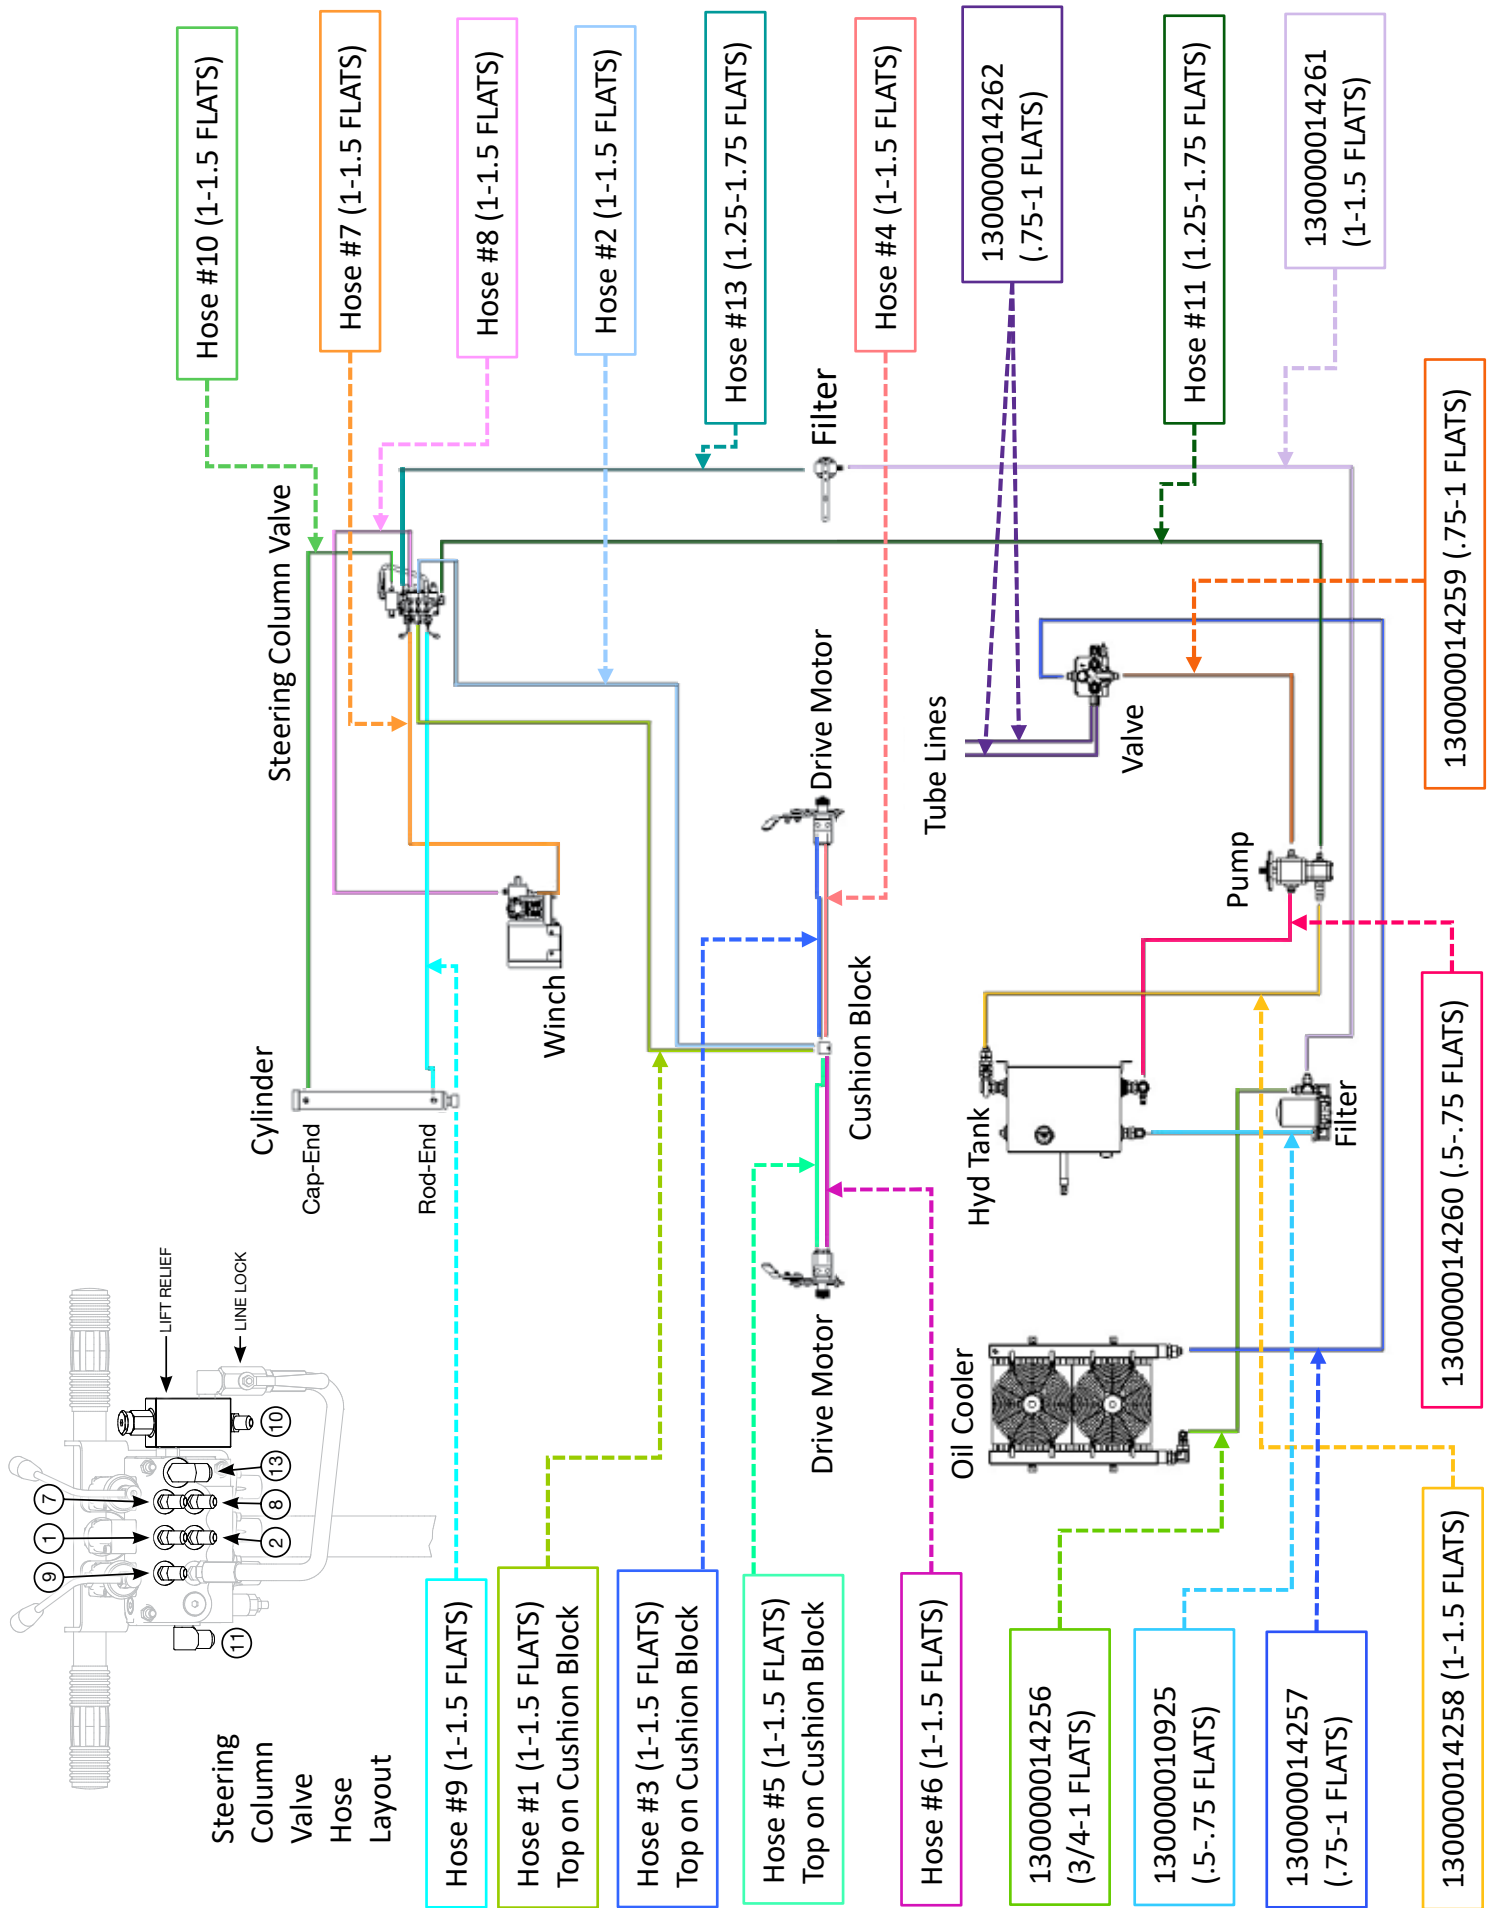 Steering
Column
Valve
Hose
Layout
11
9
1
7
2
8
13
10
LIFT RELIEF
LINE LOCK
Cylinder
Cap-End
Rod-End
Steering Column Valve
Winch
Hose #10 (1-1.5 FLATS)
Hose #7 (1-1.5 FLATS)
Hose #8 (1-1.5 FLATS)
Hose #2 (1-1.5 FLATS)
Hose #13 (1.25-1.75 FLATS)
Hose #4 (1-1.5 FLATS)
13000014262
(.75-1 FLATS)
Hose #11 (1.25-1.75 FLATS)
13000014261
(1-1.5 FLATS)
Hose #9 (1-1.5 FLATS)
Hose #1 (1-1.5 FLATS)
Top on Cushion Block
Hose #3 (1-1.5 FLATS)
Top on Cushion Block
Hose #5 (1-1.5 FLATS)
Top on Cushion Block
Hose #6 (1-1.5 FLATS)
Drive Motor
Cushion Block
Drive Motor
Filter
Oil Cooler
Hyd Tank
Tube Lines
Valve
Pump
Filter
13000014256
(3/4-1 FLATS)
13000010925
(.5-.75 FLATS)
13000014257
(.75-1 FLATS)
13000014258 (1-1.5 FLATS)
13000014260 (.5-.75 FLATS)
13000014259 (.75-1 FLATS)